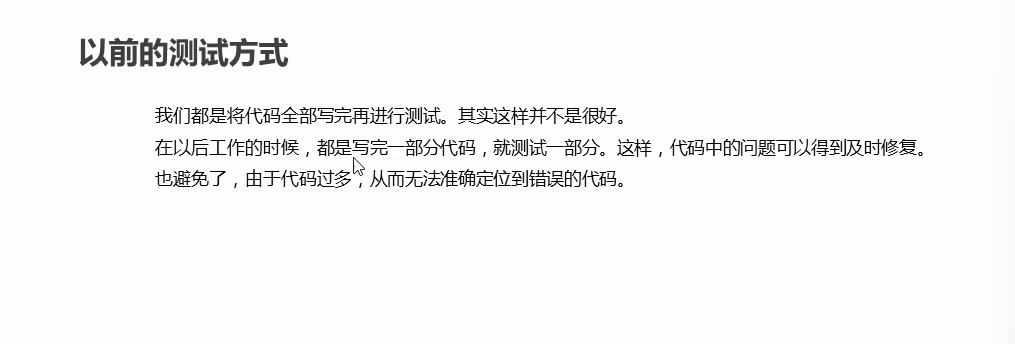 以前的测试方式
我们都是将代码全部写完再进行测试。其实这样并不是很好。
在以后工作的时候，都是写完一部分代码，就测试一部分。这样，代码中的问题可以得到及时修复。
也避免了，由于代码过多，从而无法准确定位到错误的代码。